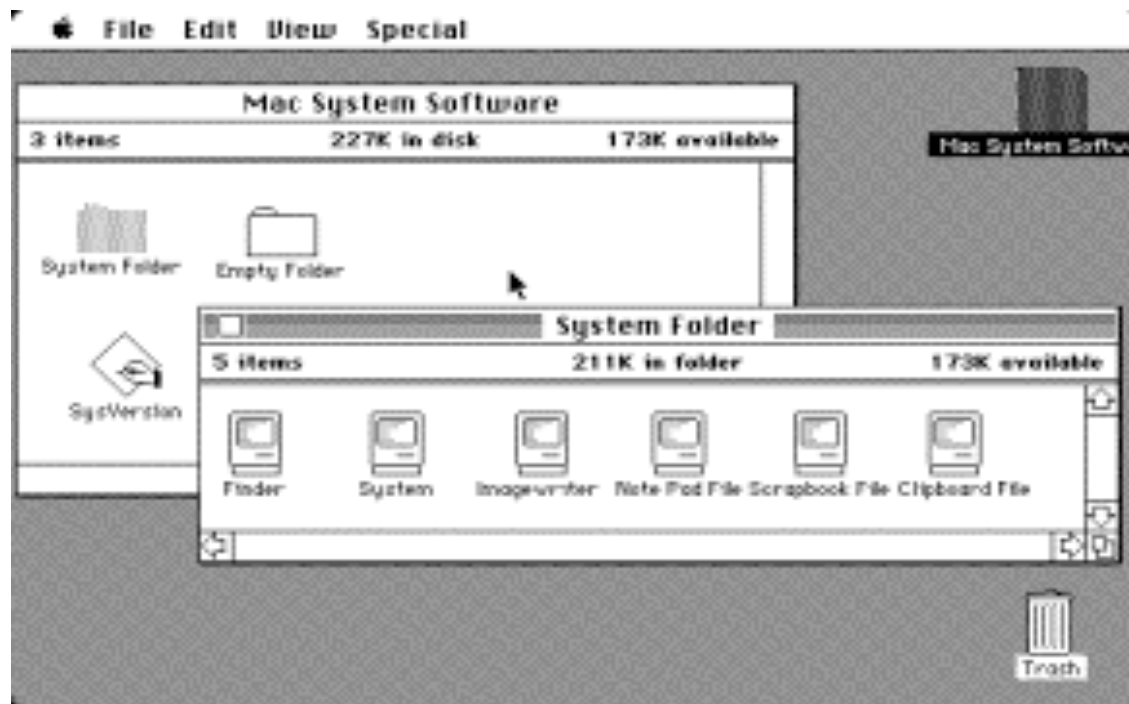 File Edit View Special
Mac System Software
3 items 227K in disk 173K available
Mac System Softw
System Folder Empty Folder
SysVersion
System Folder
5 items 211K in folder 173K available
Finder System Imagewriter Note Pad File Scrapbook File Clipboard File
Trash